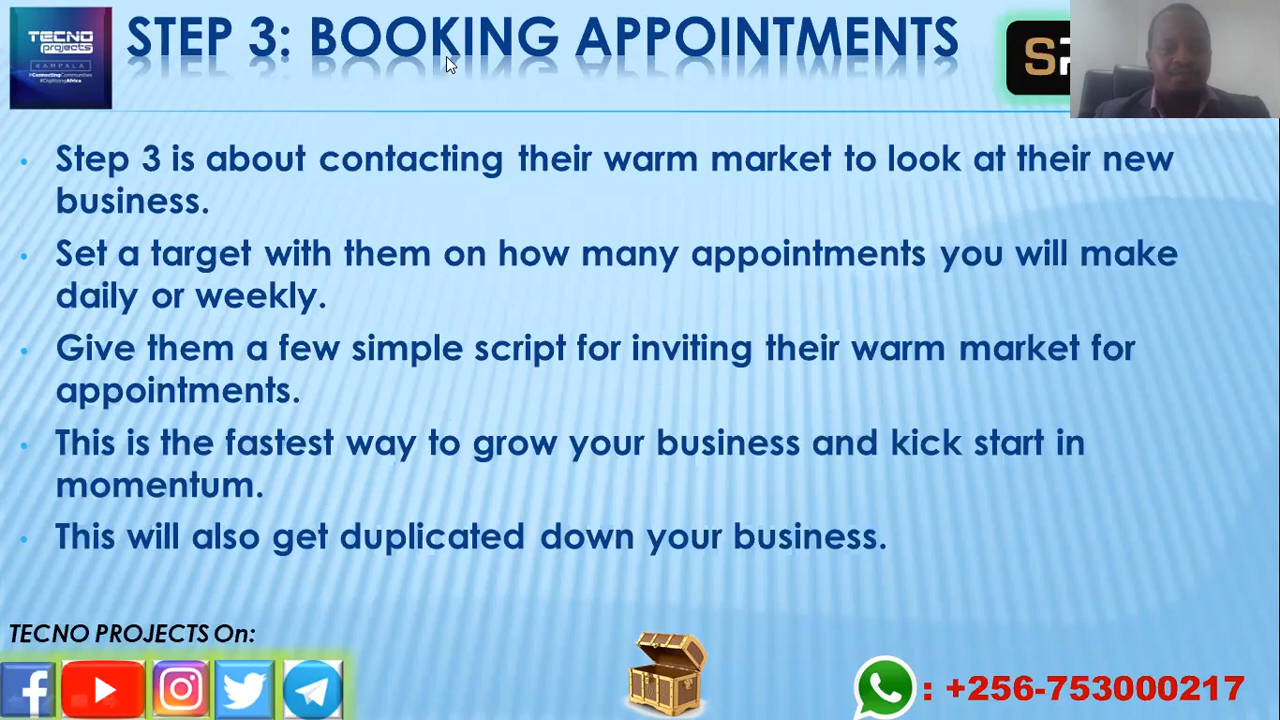 TECNO
projects
KAMPALA
#ConnectingCommunities
#DigitizingAfrica
STEP 3: BOOKING APPOINTMENTS
Step 3 is about contacting their warm market to look at their new
business.
Set a target with them on how many appointments you will make
daily or weekly.
Give them a few simple script for inviting their warm market for
appointments.
This is the fastest way to grow your business and kick start in
momentum.
This will also get duplicated down your business.
TECNO PROJECTS On:
: +256-753000217